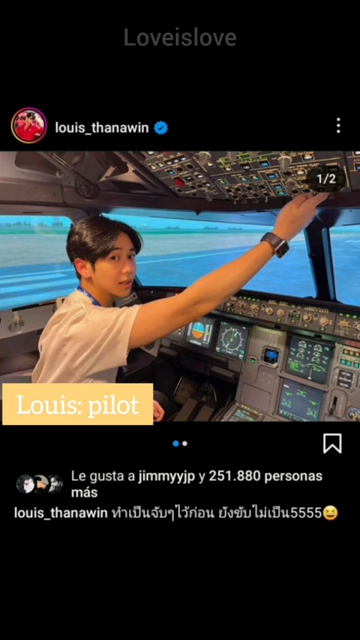 Loveislove
louis_thanawin
1/2
Louis: pilot
Le gusta a jimmyyjp y 251.880 personas
más
louis_thanawin ทำเป็นจับๆไว้ก่อน ยังขับไม่เป็น5555😆